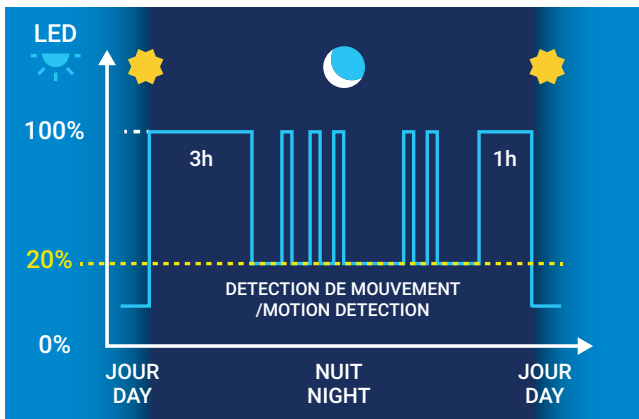 LED
100%
3h
1h
20%
DETECTION DE MOUVEMENT
/MOTION DETECTION
0%
JOUR
DAY
NUIT
NIGHT
JOUR
DAY